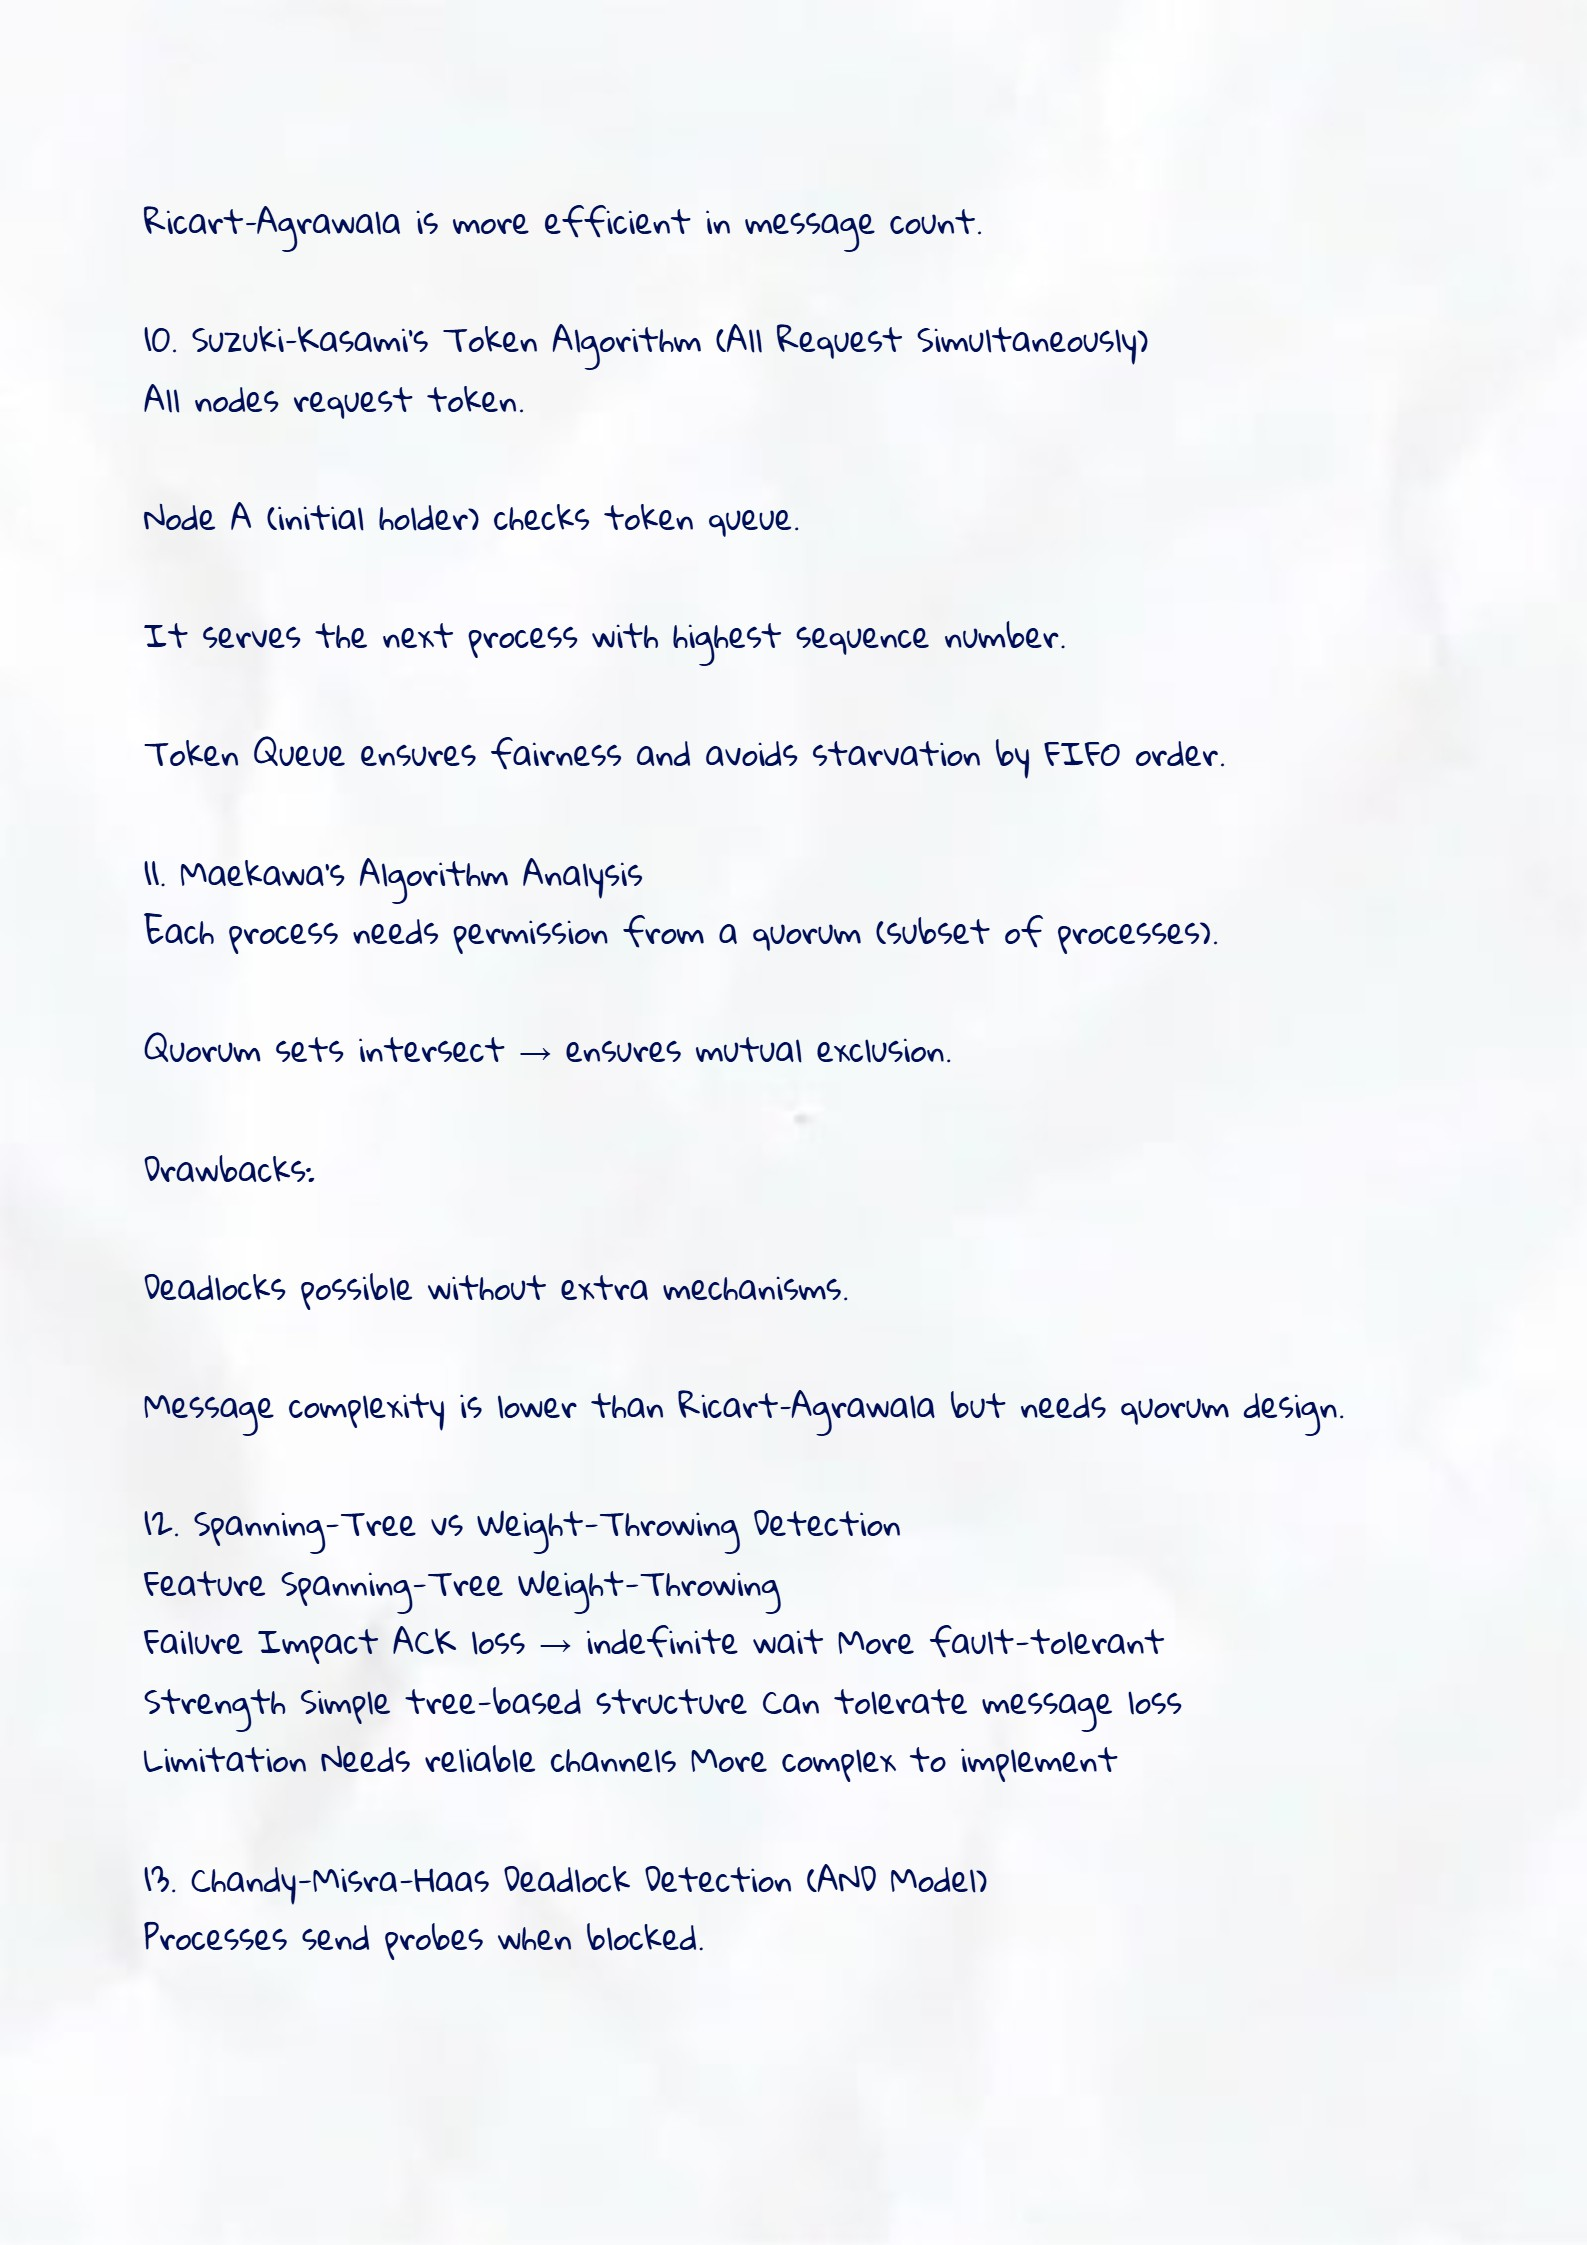 Ricart-Agrawala is more efficient in message count.
10. Suzuki-Kasami's Token Algorithm (All Request Simultaneously)
All nodes request token.
Node A (initial holder) checks token queue.
It serves the next process with highest sequence number.
Token Queue ensures fairness and avoids starvation by FIFO order.
11. Maekawa's Algorithm Analysis
Each process needs permission from a quorum (subset of processes).
Quorum sets intersect → ensures mutual exclusion.
Drawbacks:
Deadlocks possible without extra mechanisms.
Message complexity is lower than Ricart-Agrawala but needs quorum design.
12. Spanning-Tree vs Weight-Throwing Detection
Feature Spanning-Tree Weight-Throwing
Failure Impact ACK loss → indefinite wait More fault-tolerant
Strength Simple tree-based structure Can tolerate message loss
Limitation Needs reliable channels More complex to implement
13. Chandy-Misra-Haas Deadlock Detection (AND Model)
Processes send probes when blocked.